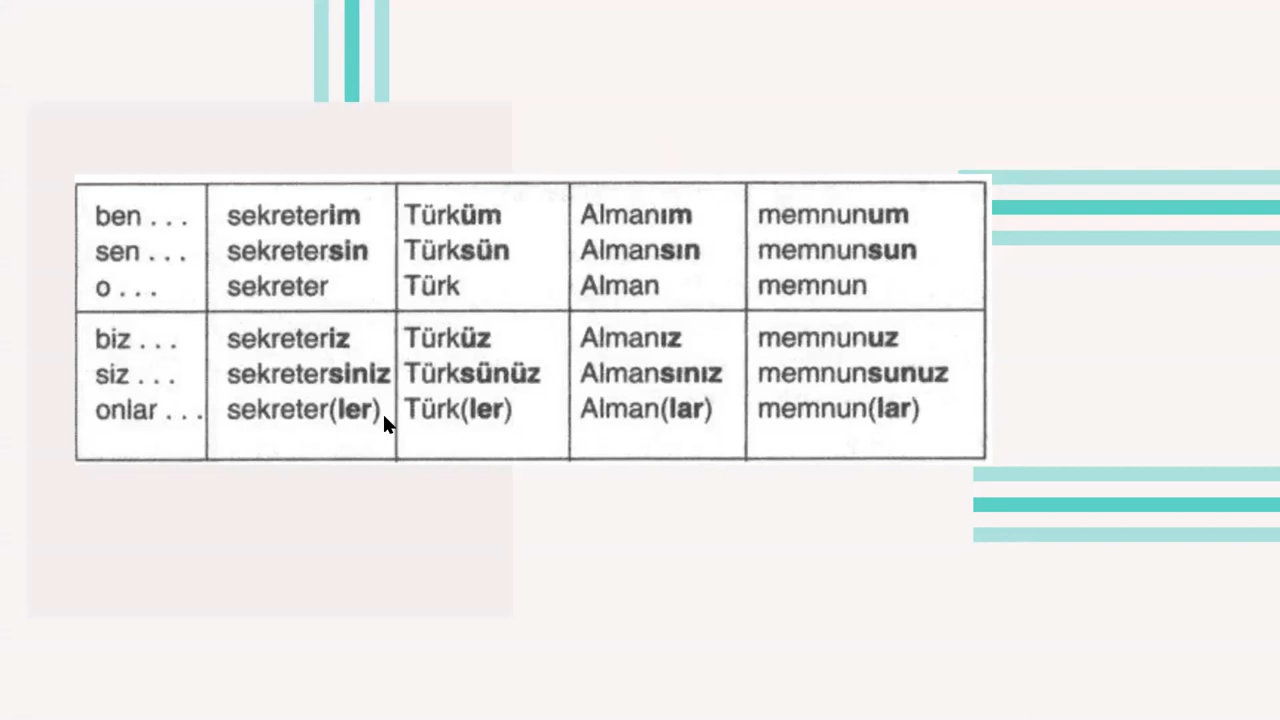 ben . . . sekreterim Türküm Almanım memnunum
sen . . . sekretersin Türksün Almansın memnunsun
o . . . sekreter Türk Alman memnun
biz . . . sekreteriz Türküz Almanız memnunuz
siz . . . sekretersiniz Türksünüz Almansınız memnunsunuz
onlar . . . sekreter(ler) Türk(ler) Alman(lar) memnun(lar)